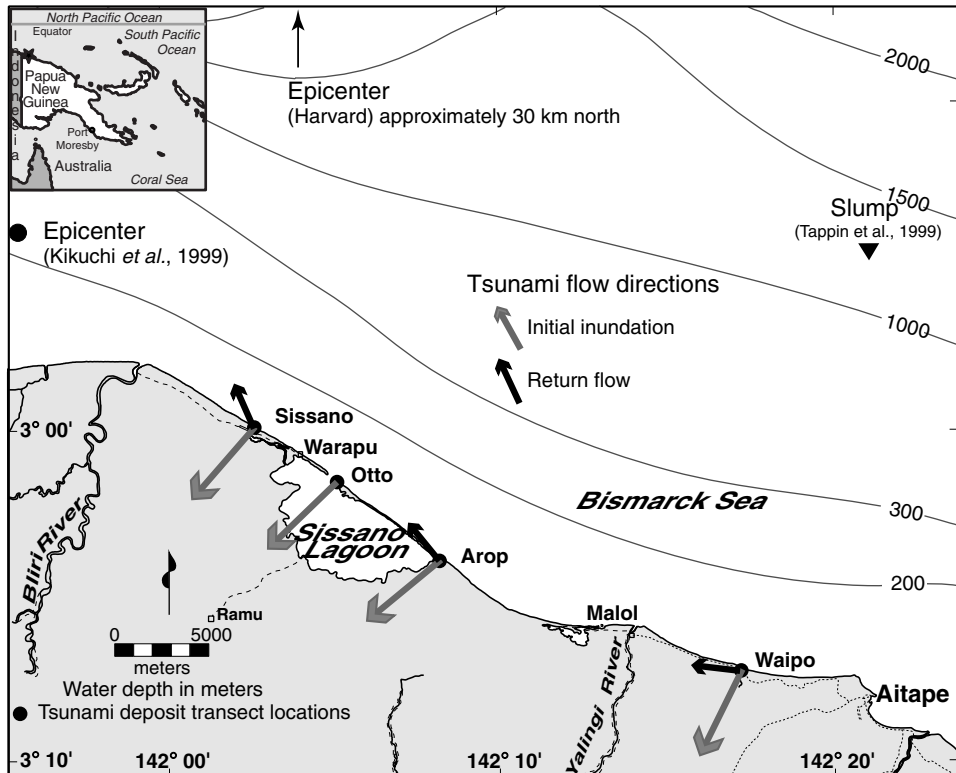 North Pacific Ocean
Equator
South Pacific
Ocean
Indonesia
Papua
New
Guinea
Port
Moresby
Australia
Coral Sea
Epicenter
(Harvard) approximately 30 km north
2000
1500
Slump
(Tappin et al., 1999)
Epicenter
(Kikuchi et al., 1999)
Tsunami flow directions
Initial inundation
Return flow
1000
3° 00'
Sissano
Warapu
Otto
Sissano
Lagoon
Arop
Bismarck Sea
300
200
Bliri River
Ramu
0 5000
meters
Water depth in meters
Tsunami deposit transect locations
Malol
Yalingi River
Waipo
Aitape
3° 10'
142° 00'
142° 10'
142° 20'